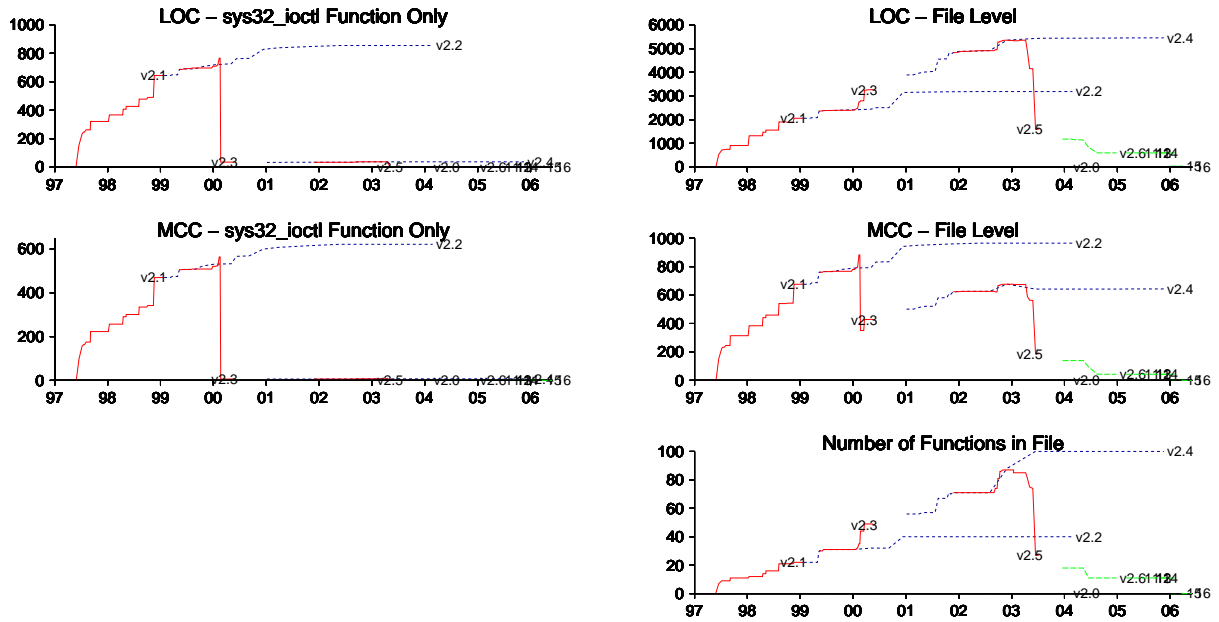 LOC – sys32_ioctl Function Only
1000
800
600
400
200
0
v2.2
v2.1
v2.3
v2.5
v2.0
v2.4
97 98 99 00 01 02 03 04 05 06
LOC – File Level
6000
5000
4000
3000
2000
1000
0
v2.4
v2.3
v2.2
v2.1
v2.5
v2.0
97 98 99 00 01 02 03 04 05 06
MCC – sys32_ioctl Function Only
600
400
200
0
v2.2
v2.1
v2.3
v2.5
v2.0
97 98 99 00 01 02 03 04 05 06
MCC – File Level
1000
800
600
400
200
0
v2.2
v2.1
v2.4
v2.3
v2.5
v2.0
97 98 99 00 01 02 03 04 05 06
Number of Functions in File
100
80
60
40
20
0
v2.4
v2.3
v2.2
v2.1
v2.5
v2.0
97 98 99 00 01 02 03 04 05 06